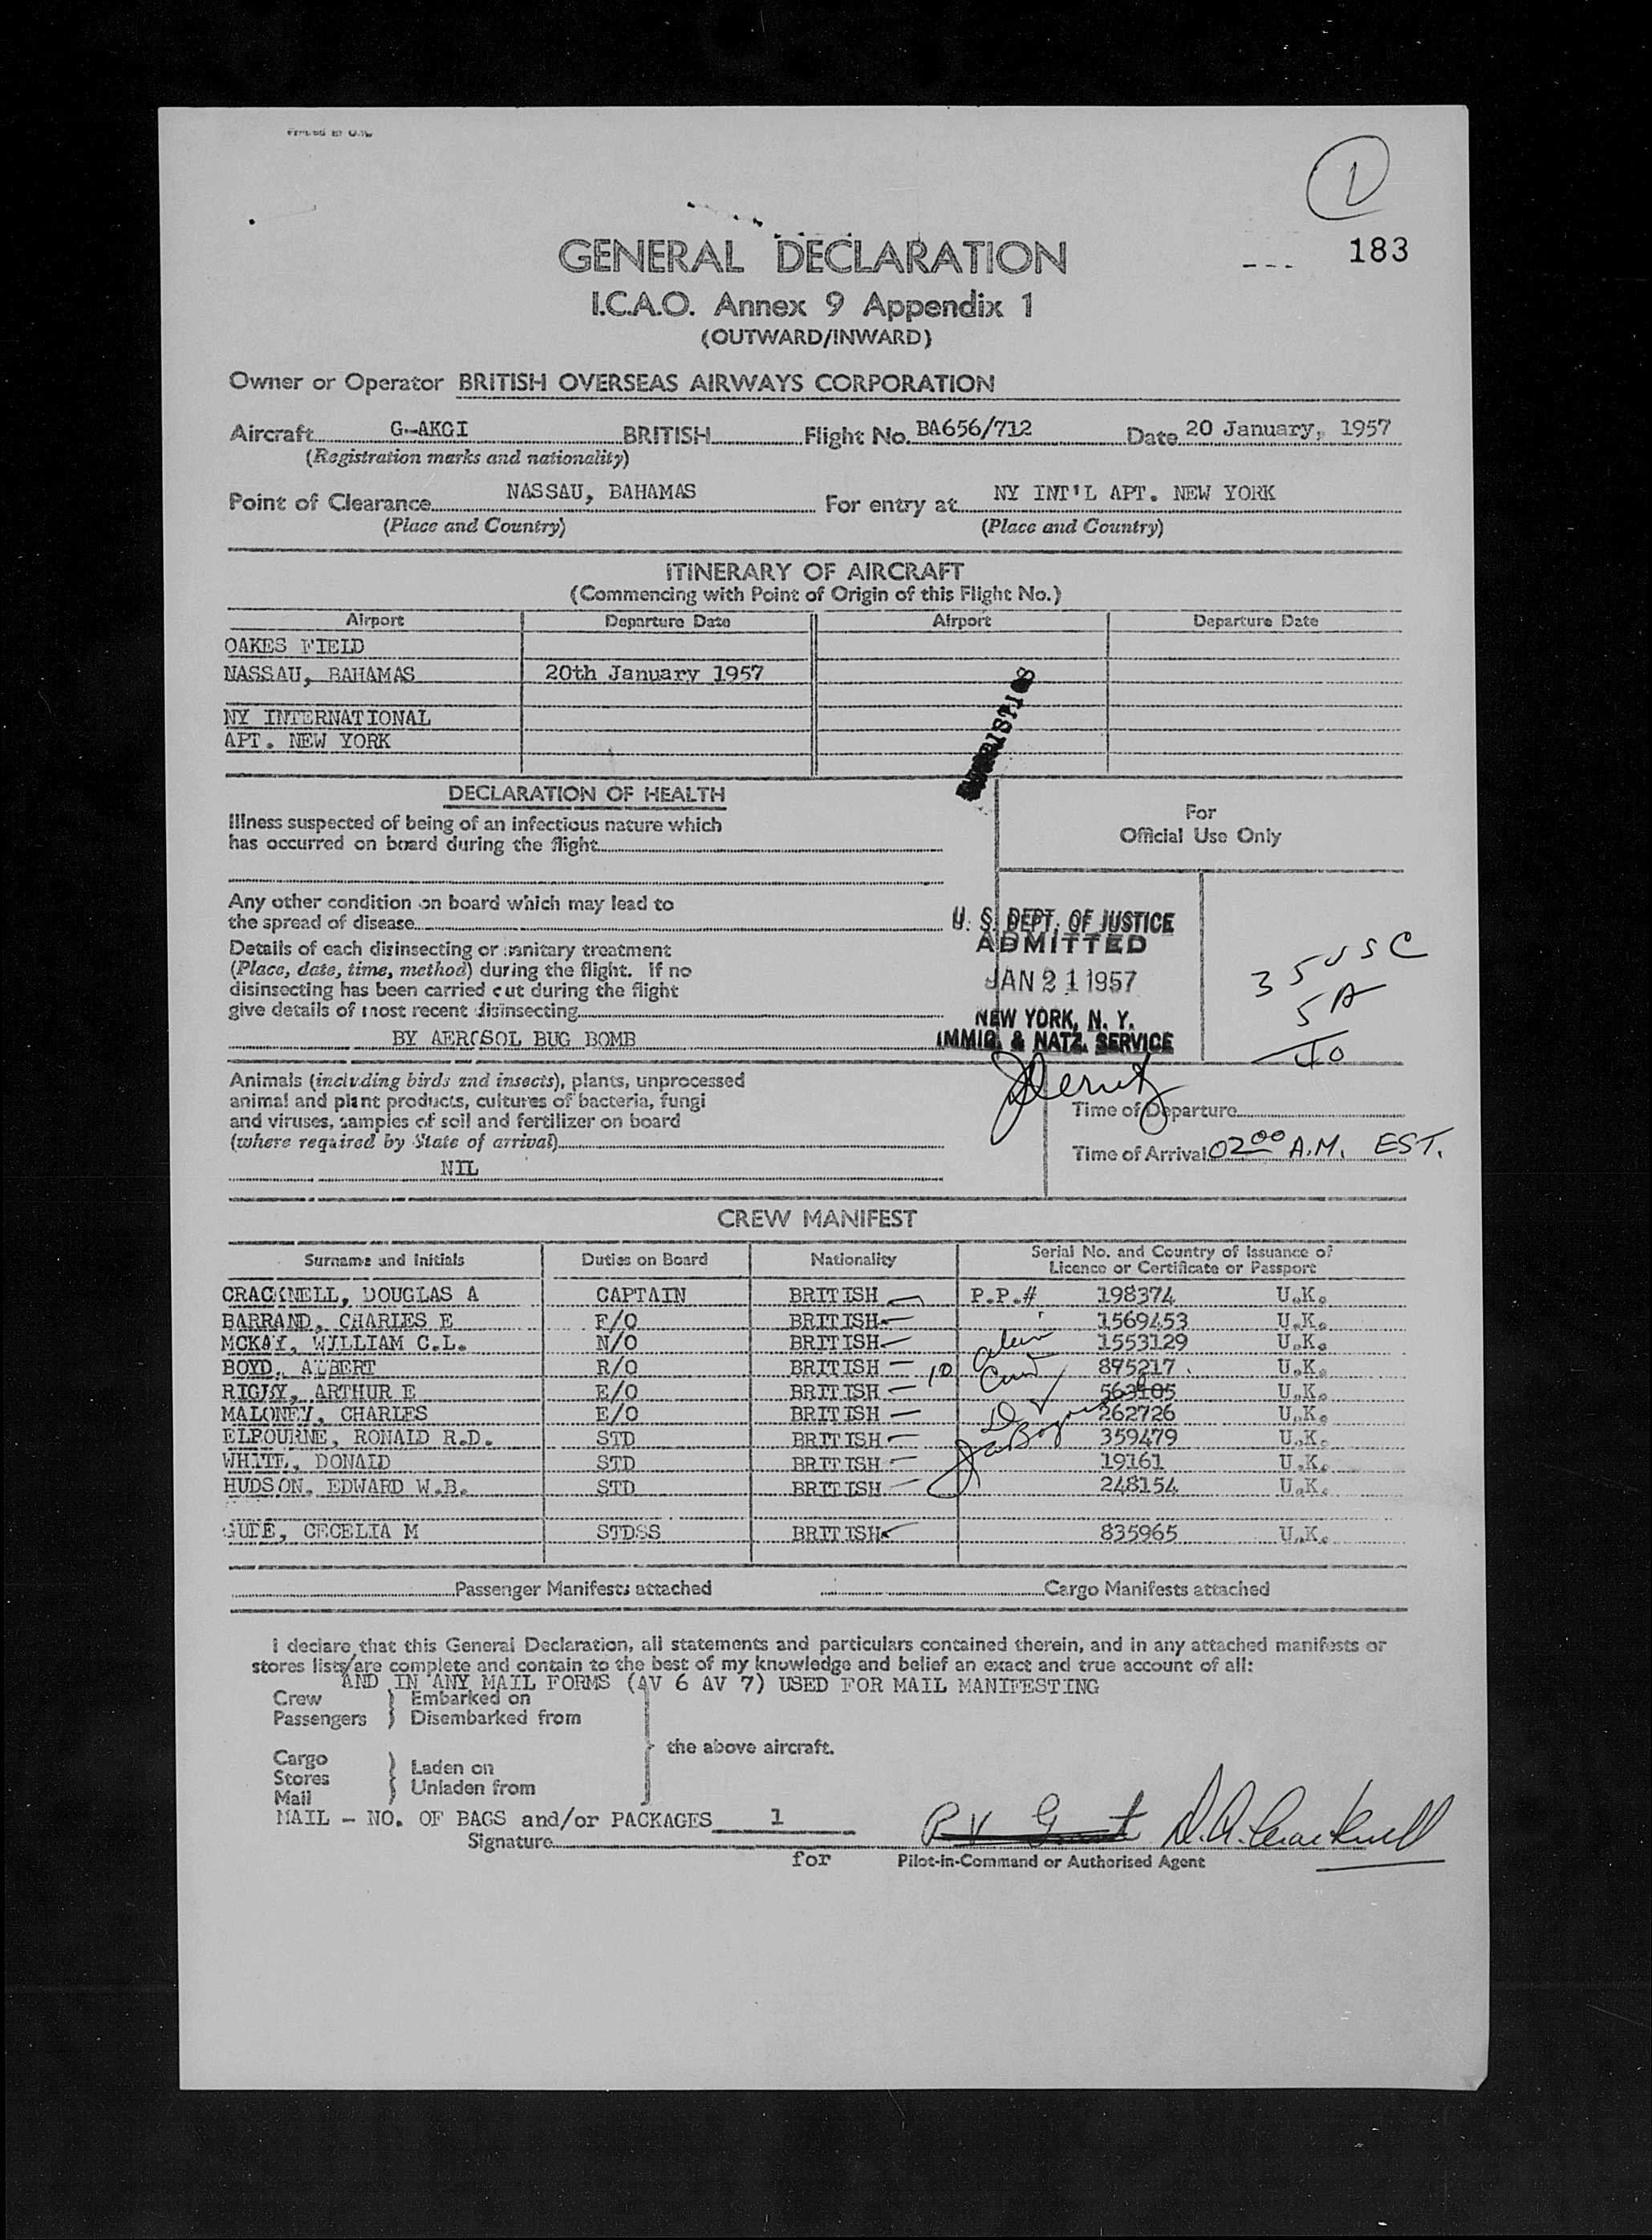 Printed in U.K.
1
183
GENERAL DECLARATION
I.C.A.O. Annex 9 Appendix 1
(OUTWARD/INWARD)
Owner or Operator BRITISH OVERSEAS AIRWAYS CORPORATION
Aircraft G-AKGI BRITISH Flight No. BA656/712 Date 20 January, 1957
(Registration marks and nationality)
Point of Clearance NASSAU, BAHAMAS For entry at NY INT'L APT. NEW YORK
(Place and Country) (Place and Country)
ITINERARY OF AIRCRAFT
(Commencing with Point of Origin of this Flight No.)
Airport Departure Date Airport Departure Date
OAKES FIELD
NASSAU, BAHAMAS 20th January 1957
NY INTERNATIONAL
APT. NEW YORK
DECLARATION OF HEALTH
Illness suspected of being of an infectious nature which
has occurred on board during the flight
Any other condition on board which may lead to
the spread of disease
Details of each disinsecting or sanitary treatment
(Place, date, time, method) during the flight. If no
disinsecting has been carried out during the flight
give details of most recent disinsecting
BY AEROSOL BUG BOMB
Animals (including birds and insects), plants, unprocessed
animal and plant products, cultures of bacteria, fungi
and viruses, samples of soil and fertilizer on board
(where required by State of arrival)
NIL
For
Official Use Only
U. S. DEPT. OF JUSTICE
ADMITTED
JAN 21 1957
NEW YORK, N. Y.
IMMIG. & NATZ. SERVICE
35 USC
5A
40
Time of Departure
Time of Arrival 02 00 A.M. EST.
CREW MANIFEST
Surname and Initials Duties on Board Nationality Serial No. and Country of Issuance of
Licence or Certificate or Passport
CRACKNELL, DOUGLAS A CAPTAIN BRITISH P.P.# 198374 U.K.
BARRAND, CHARLES E F/O BRITISH 1569453 U.K.
MCKAY, WILLIAM C.L. N/O BRITISH 1553129 U.K.
BOYD, ALBERT R/O BRITISH 10 895217 U.K.
RIGBY, ARTHUR E E/O BRITISH 563105 U.K.
MALONEY, CHARLES E/O BRITISH 262726 U.K.
ELBOURNE, RONALD R.D. STD BRITISH 359479 U.K.
WHITE, DONALD STD BRITISH 19161 U.K.
HUDSON, EDWARD W.B. STD BRITISH 248154 U.K.
GUDE, CECELIA M STDSS BRITISH 835965 U.K.
Passenger Manifests attached Cargo Manifests attached
I declare that this General Declaration, all statements and particulars contained therein, and in any attached manifests or
stores lists/are complete and contain to the best of my knowledge and belief an exact and true account of all:
AND IN ANY MAIL FORMS (AV 6 AV 7) USED FOR MAIL MANIFESTING
Crew } Embarked on
Passengers } Disembarked from
the above aircraft.
Cargo } Laden on
Stores } Unladen from
Mail
MAIL - NO. OF BAGS and/or PACKAGES 1
Signature P V Grant D.A. Cracknell
for Pilot-in-Command or Authorised Agent